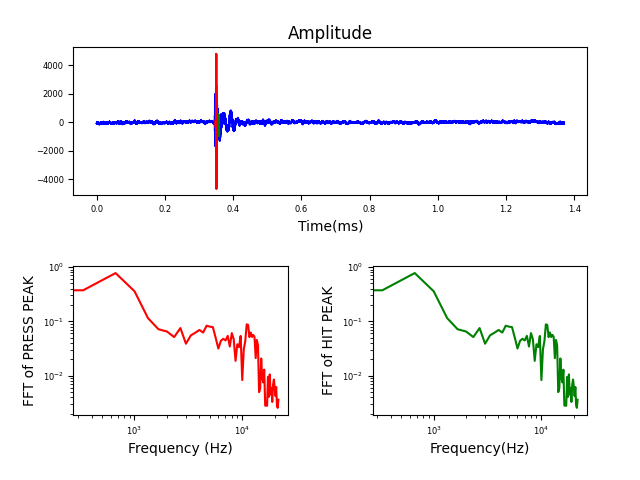 Amplitude
4000
2000
0
−2000
−4000
0.0 0.2 0.4 0.6 0.8 1.0 1.2 1.4
Time(ms)
FFT of PRESS PEAK
10⁰
10⁻¹
10⁻²
10³ 10⁴
Frequency (Hz)
FFT of HIT PEAK
10⁰
10⁻¹
10⁻²
10³ 10⁴
Frequency(Hz)